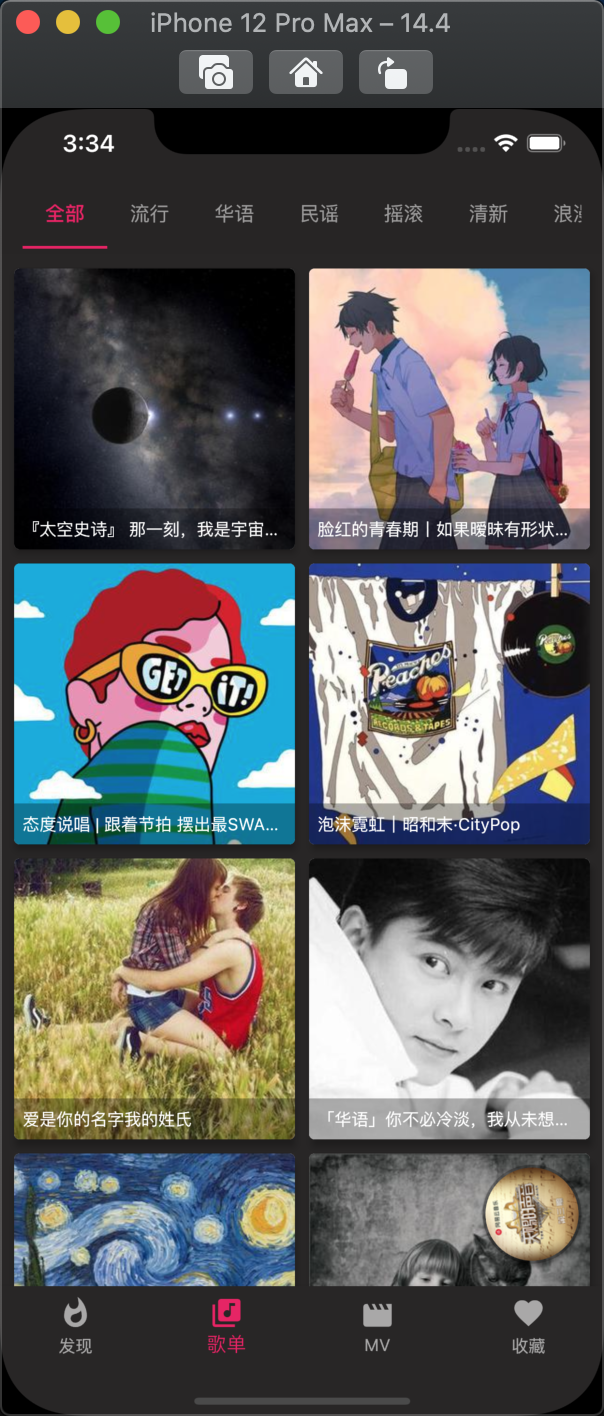 iPhone 12 Pro Max – 14.4
3:34
全部 流行 华语 民谣 摇滚 清新 浪漫
『太空史诗』 那一刻，我是宇宙...
脸红的青春期丨如果暧昧有形状...
GET iT!
Peaches
RECORDS & TAPES
Peaches
态度说唱 | 跟着节拍 摆出最SWA...
泡沫霓虹丨昭和末·CityPop
爱是你的名字我的姓氏
「华语」你不必冷淡，我从未想...
发现 歌单 MV 收藏